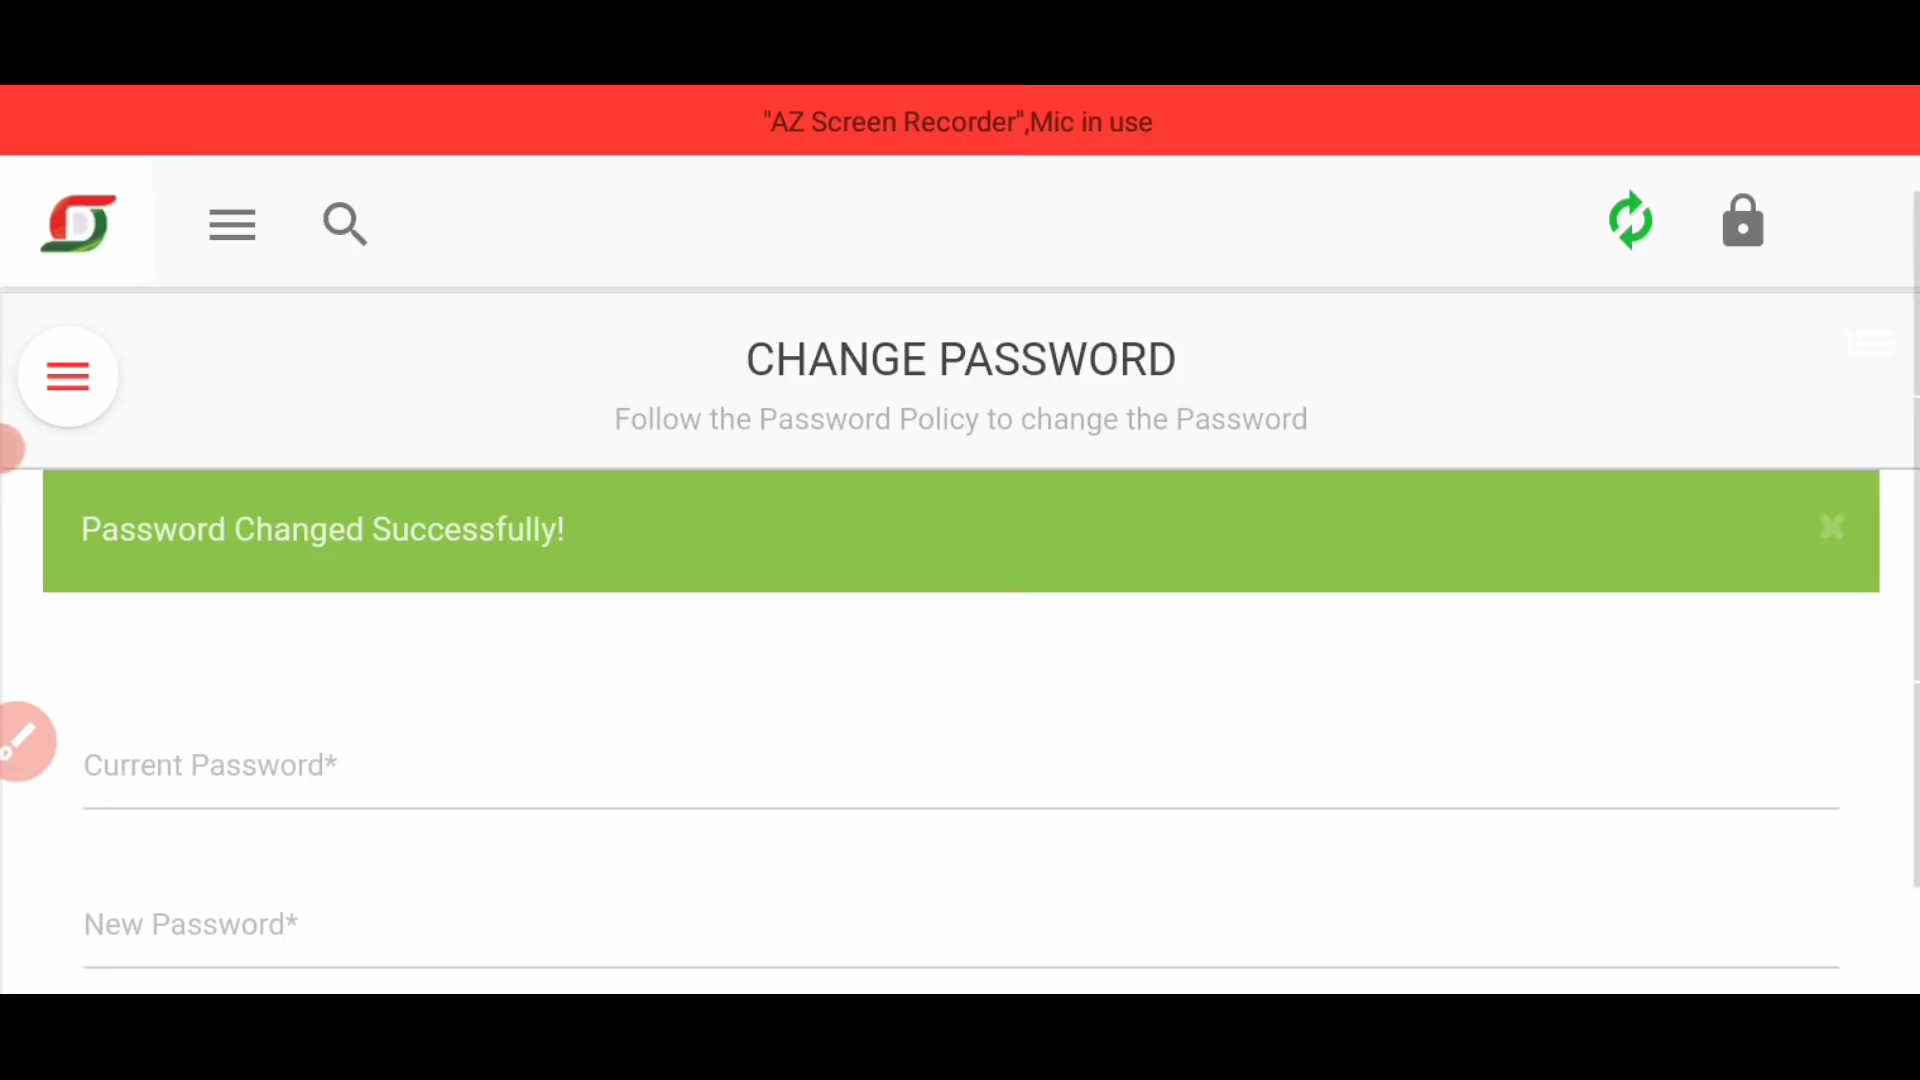 "AZ Screen Recorder",Mic in use
D
CHANGE PASSWORD
Follow the Password Policy to change the Password
Password Changed Successfully!
Current Password*
New Password*